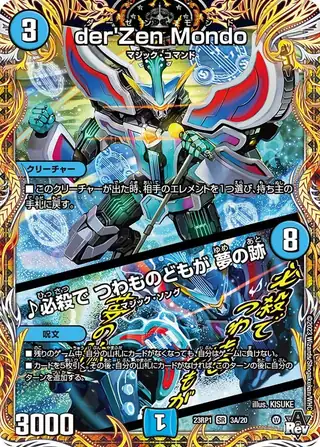 3
der'Zen Mondo
マジック・コマンド
クリーチャー
■このクリーチャーが出た時、相手のエレメントを1つ選び、持ち主の
手札に戻す。
8
♪必殺で つわものどもが 夢の跡
マジック・ソング
呪文
■残りのゲーム中、自分の山札にカードがなくなっても、自分はゲームに負けない。
■カードを5枚引く。その後、自分の山札にカードがなければ、このターンの後に自分の
ターンを追加する。
illus. KISUKE
3000
1
23RP1 SR 3A/20 W
Rev